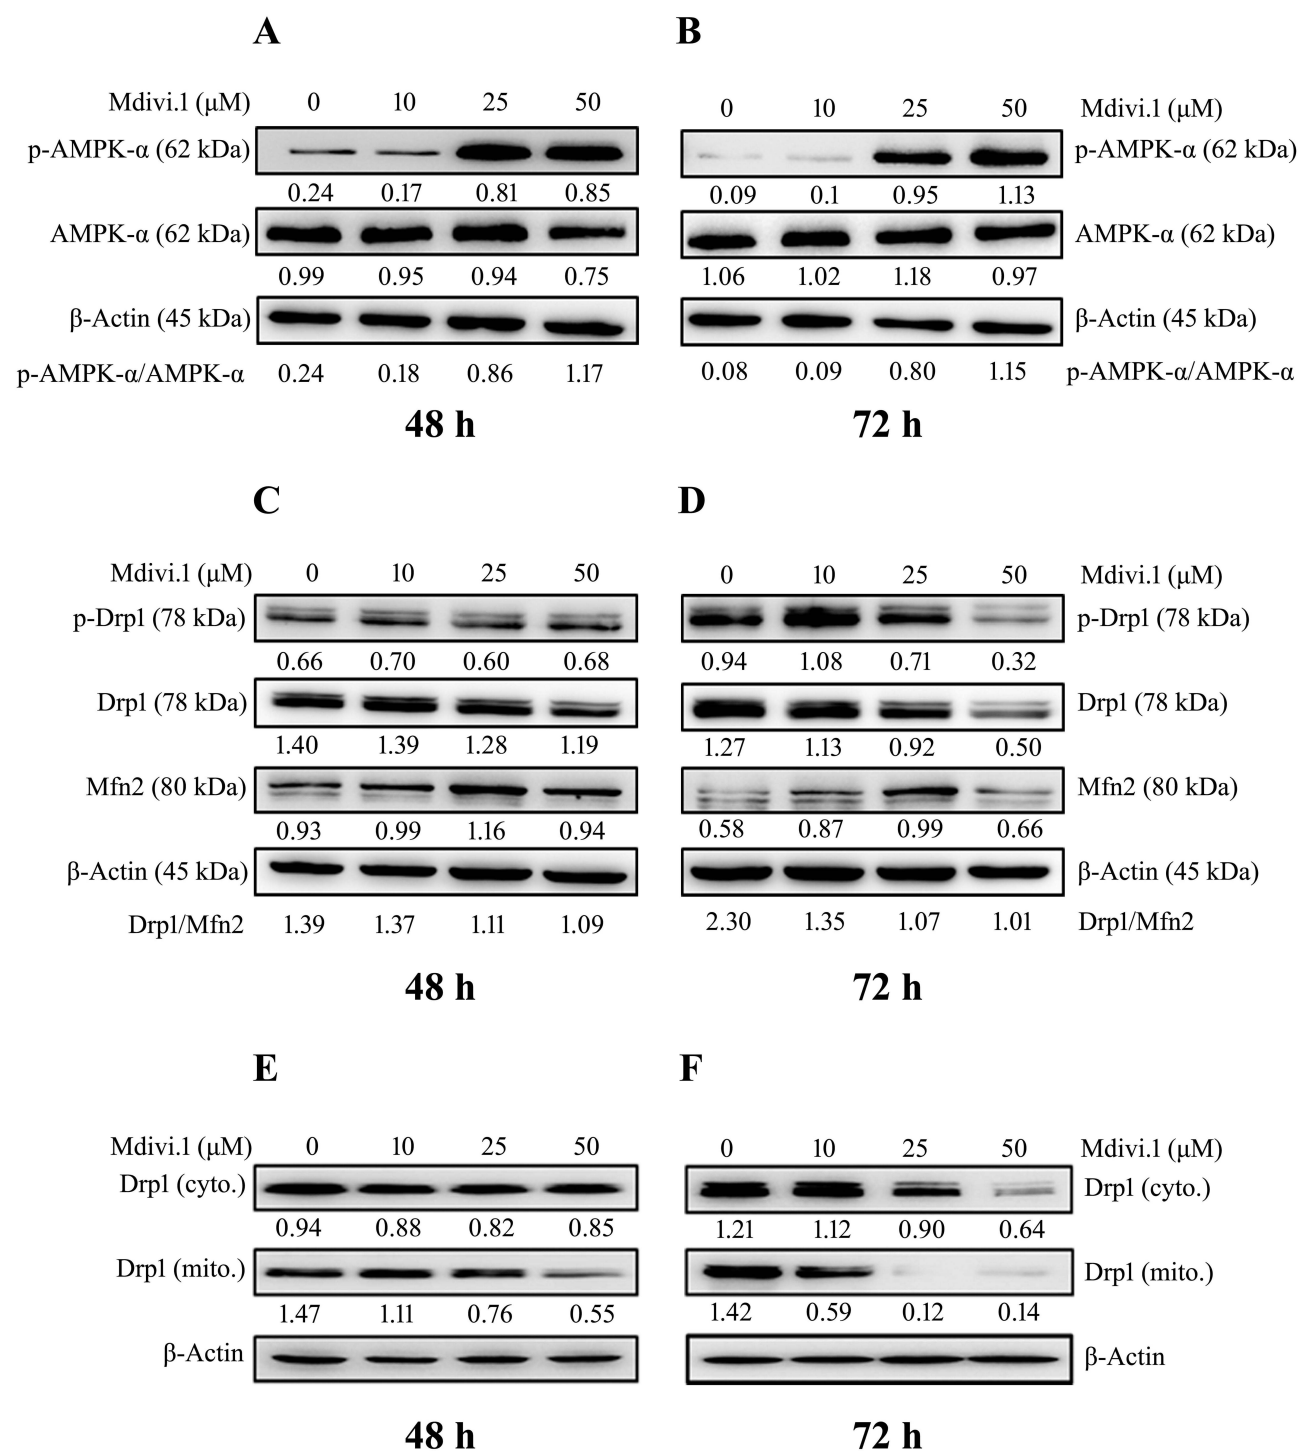 A
B
Mdivi.1 (μM) 0 10 25 50
0 10 25 50 Mdivi.1 (μM)
p-AMPK-α (62 kDa)
p-AMPK-α (62 kDa)
0.24 0.17 0.81 0.85
0.09 0.1 0.95 1.13
AMPK-α (62 kDa)
AMPK-α (62 kDa)
0.99 0.95 0.94 0.75
1.06 1.02 1.18 0.97
β-Actin (45 kDa)
β-Actin (45 kDa)
p-AMPK-α/AMPK-α 0.24 0.18 0.86 1.17
0.08 0.09 0.80 1.15 p-AMPK-α/AMPK-α
48 h
72 h
C
D
Mdivi.1 (μM) 0 10 25 50
0 10 25 50 Mdivi.1 (μM)
p-Drp1 (78 kDa)
p-Drp1 (78 kDa)
0.66 0.70 0.60 0.68
0.94 1.08 0.71 0.32
Drp1 (78 kDa)
Drp1 (78 kDa)
1.40 1.39 1.28 1.19
1.27 1.13 0.92 0.50
Mfn2 (80 kDa)
Mfn2 (80 kDa)
0.93 0.99 1.16 0.94
0.58 0.87 0.99 0.66
β-Actin (45 kDa)
β-Actin (45 kDa)
Drp1/Mfn2 1.39 1.37 1.11 1.09
2.30 1.35 1.07 1.01 Drp1/Mfn2
48 h
72 h
E
F
Mdivi.1 (μM) 0 10 25 50
0 10 25 50 Mdivi.1 (μM)
Drp1 (cyto.)
Drp1 (cyto.)
0.94 0.88 0.82 0.85
1.21 1.12 0.90 0.64
Drp1 (mito.)
Drp1 (mito.)
1.47 1.11 0.76 0.55
1.42 0.59 0.12 0.14
β-Actin
β-Actin
48 h
72 h